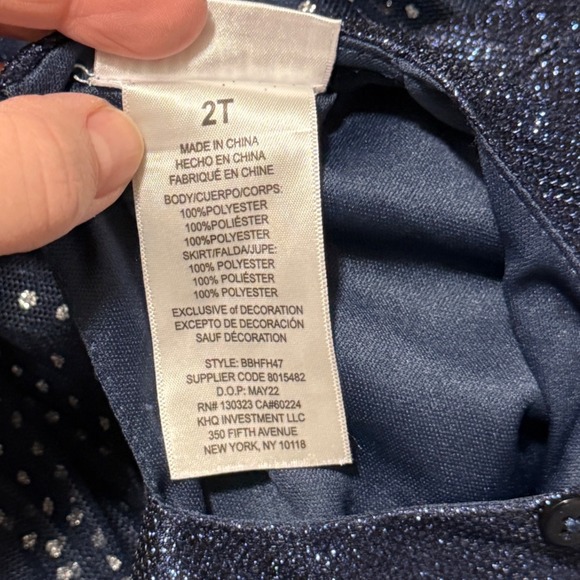 2T
MADE IN CHINA
HECHO EN CHINA
FABRIQUÉ EN CHINE
BODY/CUERPO/CORPS:
100%POLYESTER
100%POLIÉSTER
100%POLYESTER
SKIRT/FALDA/JUPE:
100% POLYESTER
100% POLYESTER
100% POLYESTER
EXCLUSIVE of DECORATION
EXCEPTO DE DECORACIÓN
SAUF DÉCORATION
STYLE: BBHFH47
SUPPLIER CODE 8015482
D.O.P: MAY22
RN# 130323 CA#60224
KHQ INVESTMENT LLC
350 FIFTH AVENUE
NEW YORK, NY 10118